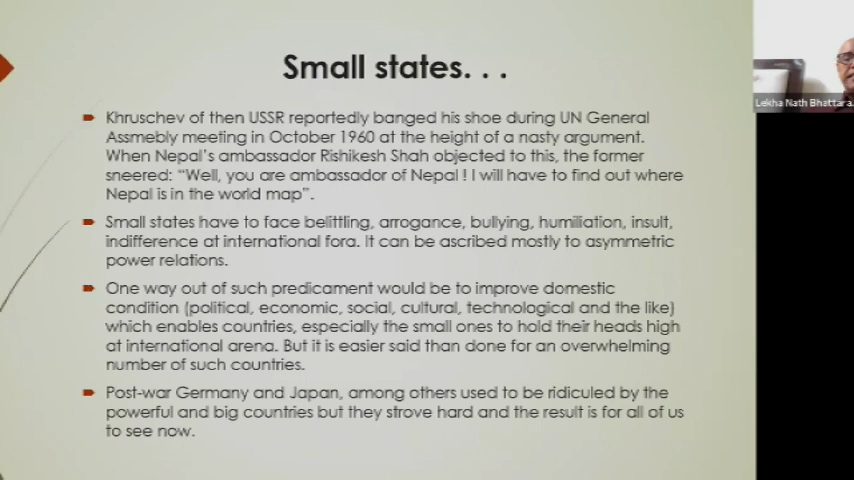 Small states. . .
Khruschev of then USSR reportedly banged his shoe during UN General
Assmebly meeting in October 1960 at the height of a nasty argument.
When Nepal's ambassador Rishikesh Shah objected to this, the former
sneered: "Well, you are ambassador of Nepal ! I will have to find out where
Nepal is in the world map".
Small states have to face belittling, arrogance, bullying, humiliation, insult,
indifference at international fora. It can be ascribed mostly to asymmetric
power relations.
One way out of such predicament would be to improve domestic
condition (political, economic, social, cultural, technological and the like)
which enables countries, especially the small ones to hold their heads high
at international arena. But it is easier said than done for an overwhelming
number of such countries.
Post-war Germany and Japan, among others used to be ridiculed by the
powerful and big countries but they strove hard and the result is for all of us
to see now.
Lekha Nath Bhattara